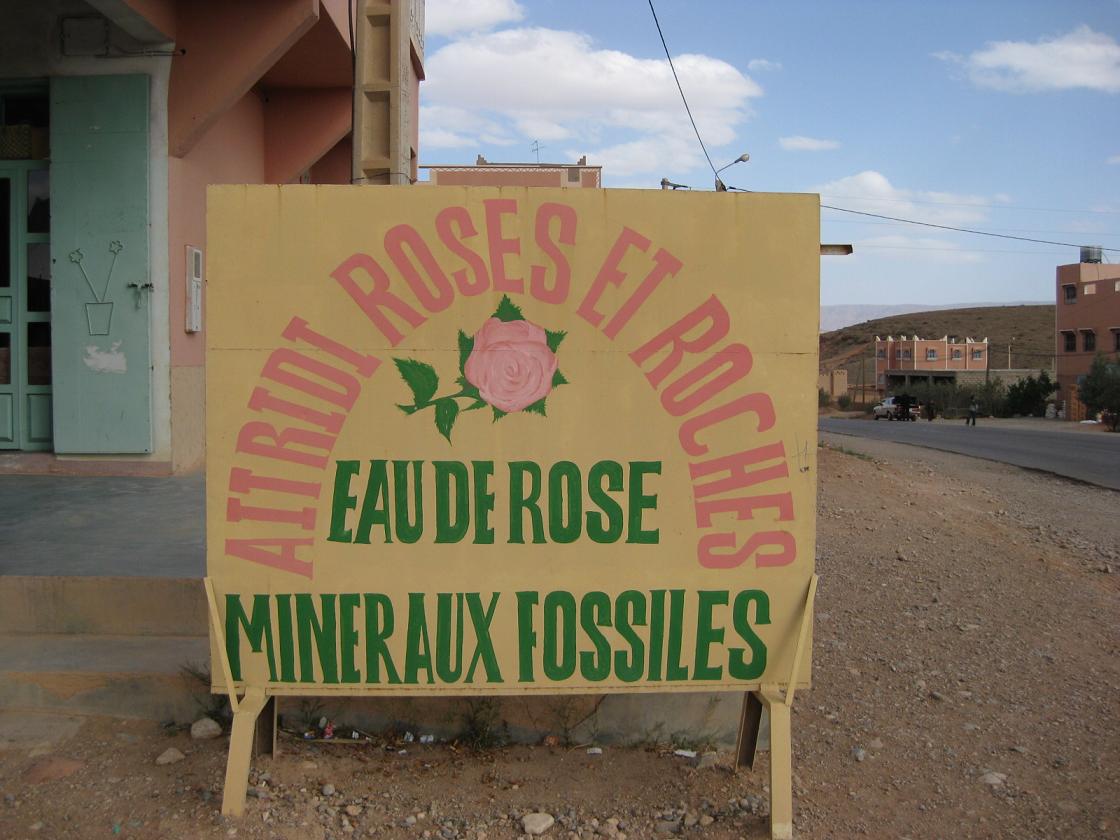 AITRIDI ROSES ET ROCHES
EAU DE ROSE
MINERAUX FOSSILES